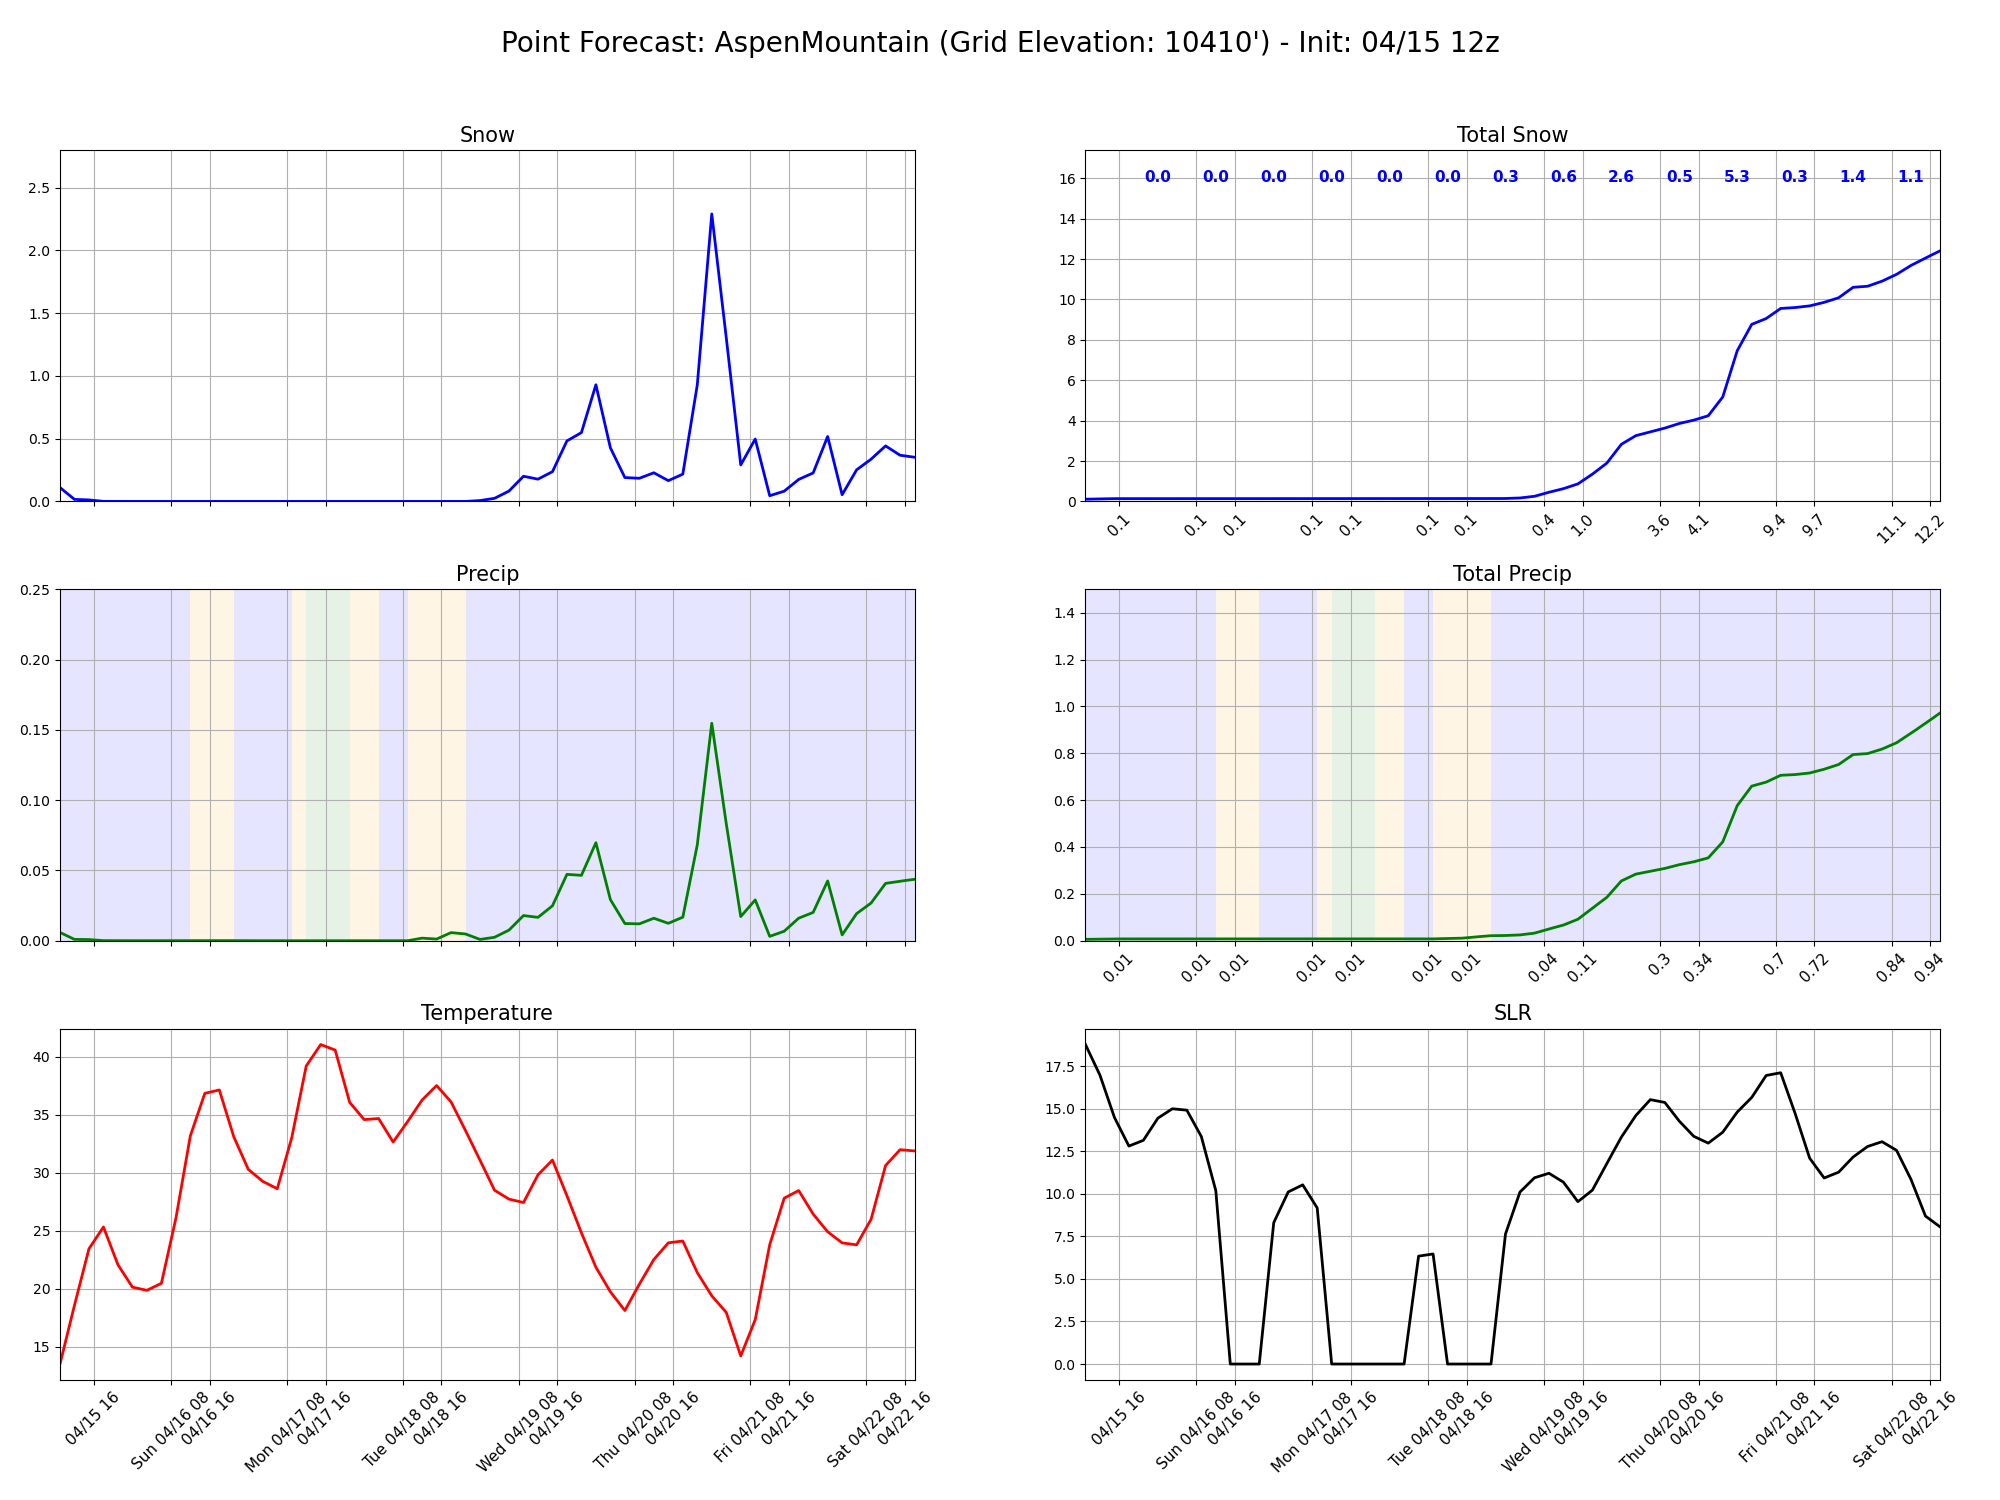 Point Forecast: AspenMountain (Grid Elevation: 10410') - Init: 04/15 12z
Snow
2.5
2.0
1.5
1.0
0.5
0.0
Total Snow
0.0 0.0 0.0 0.0 0.0 0.0 0.3 0.6 2.6 0.5 5.3 0.3 1.4 1.1
16
14
12
10
8
6
4
2
0
0.1 0.1 0.1 0.1 0.1 0.1 0.1 0.4 1.0 3.6 4.1 9.4 9.7 11.1 12.2
Precip
0.25
0.20
0.15
0.10
0.05
0.00
Total Precip
1.4
1.2
1.0
0.8
0.6
0.4
0.2
0.0
0.01 0.01 0.01 0.01 0.01 0.01 0.01 0.04 0.11 0.3 0.34 0.7 0.72 0.84 0.94
Temperature
40
35
30
25
20
15
04/15 16
Sun 04/16 08
04/16 16
Mon 04/17 08
04/17 16
Tue 04/18 08
04/18 16
Wed 04/19 08
04/19 16
Thu 04/20 08
04/20 16
Fri 04/21 08
04/21 16
Sat 04/22 08
04/22 16
SLR
17.5
15.0
12.5
10.0
7.5
5.0
2.5
0.0
04/15 16
Sun 04/16 08
04/16 16
Mon 04/17 08
04/17 16
Tue 04/18 08
04/18 16
Wed 04/19 08
04/19 16
Thu 04/20 08
04/20 16
Fri 04/21 08
04/21 16
Sat 04/22 08
04/22 16